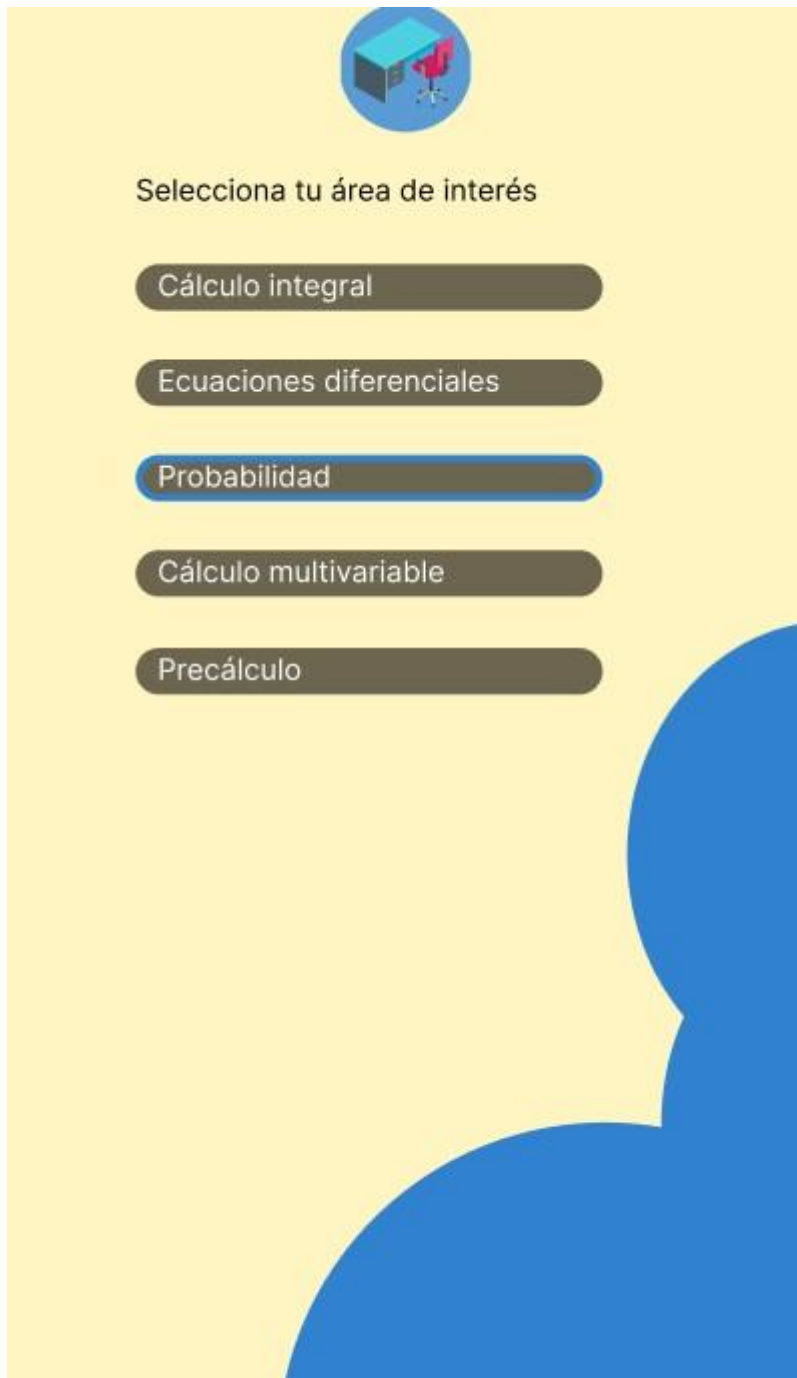 Selecciona tu área de interés
Cálculo integral
Ecuaciones diferenciales
Probabilidad
Cálculo multivariable
Precálculo